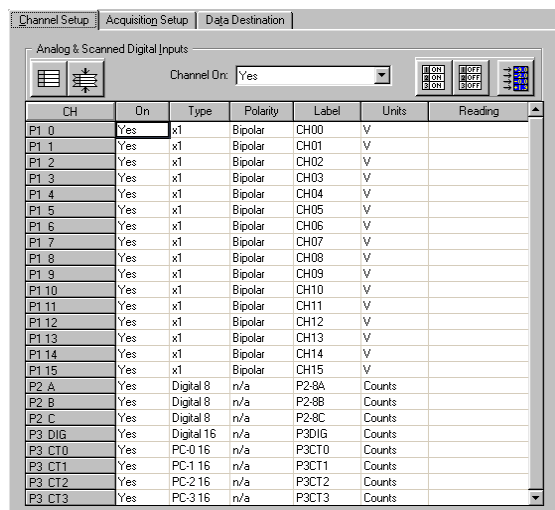 Channel Setup Acquisition Setup Data Destination
Analog & Scanned Digital Inputs
Channel On: Yes
1 ON 2 ON 3 ON 1 OFF 2 OFF 3 OFF
CH On Type Polarity Label Units Reading
P1 0 Yes x1 Bipolar CH00 V
P1 1 Yes x1 Bipolar CH01 V
P1 2 Yes x1 Bipolar CH02 V
P1 3 Yes x1 Bipolar CH03 V
P1 4 Yes x1 Bipolar CH04 V
P1 5 Yes x1 Bipolar CH05 V
P1 6 Yes x1 Bipolar CH06 V
P1 7 Yes x1 Bipolar CH07 V
P1 8 Yes x1 Bipolar CH08 V
P1 9 Yes x1 Bipolar CH09 V
P1 10 Yes x1 Bipolar CH10 V
P1 11 Yes x1 Bipolar CH11 V
P1 12 Yes x1 Bipolar CH12 V
P1 13 Yes x1 Bipolar CH13 V
P1 14 Yes x1 Bipolar CH14 V
P1 15 Yes x1 Bipolar CH15 V
P2 A Yes Digital 8 n/a P2-8A Counts
P2 B Yes Digital 8 n/a P2-8B Counts
P2 C Yes Digital 8 n/a P2-8C Counts
P3 DIG Yes Digital 16 n/a P3DIG Counts
P3 CT0 Yes PC-0 16 n/a P3CT0 Counts
P3 CT1 Yes PC-1 16 n/a P3CT1 Counts
P3 CT2 Yes PC-2 16 n/a P3CT2 Counts
P3 CT3 Yes PC-3 16 n/a P3CT3 Counts